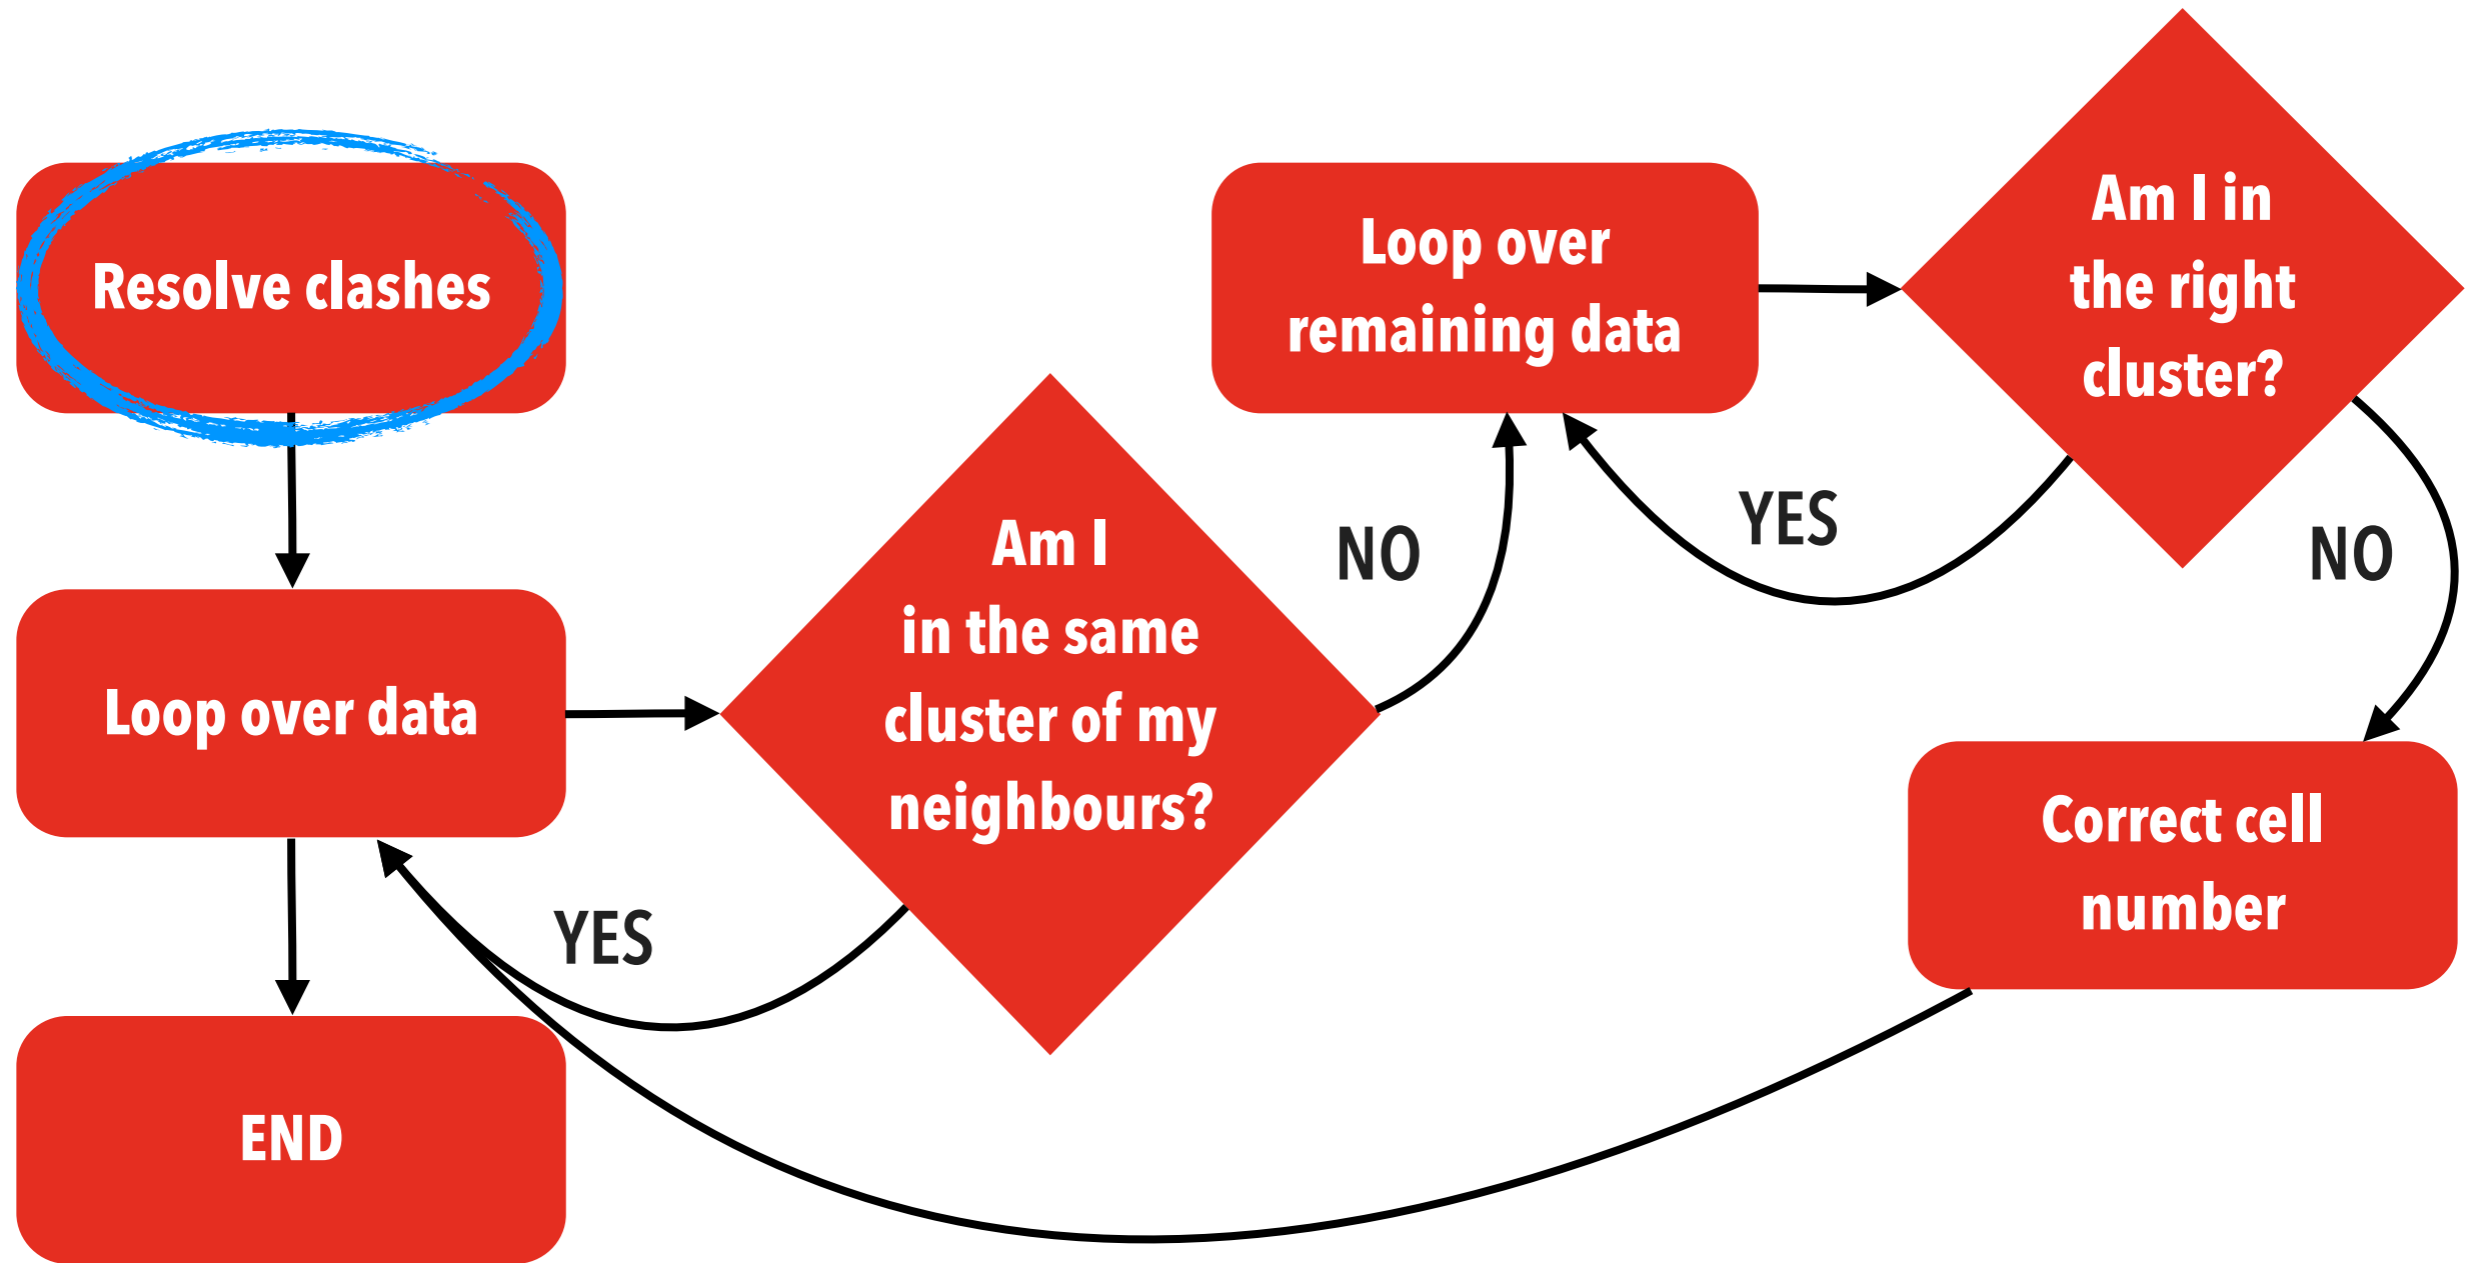 Resolve clashes
Loop over data
END
Am I
in the same
cluster of my
neighbours?
YES
NO
Loop over
remaining data
Am I in
the right
cluster?
YES
NO
Correct cell
number